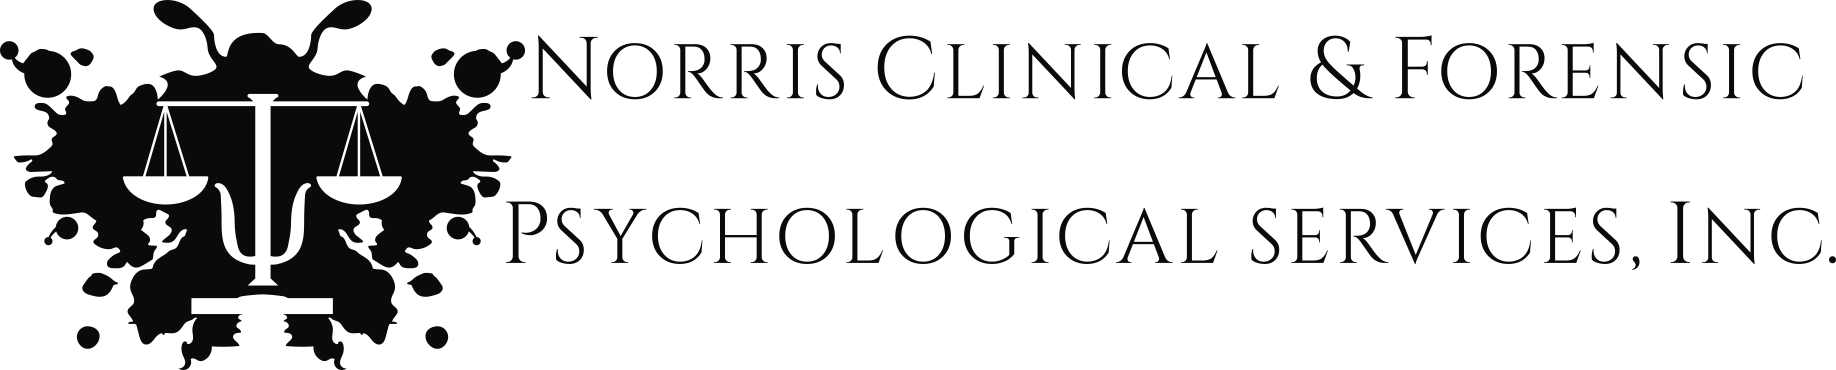 Norris Clinical & Forensic
Psychological services, Inc.